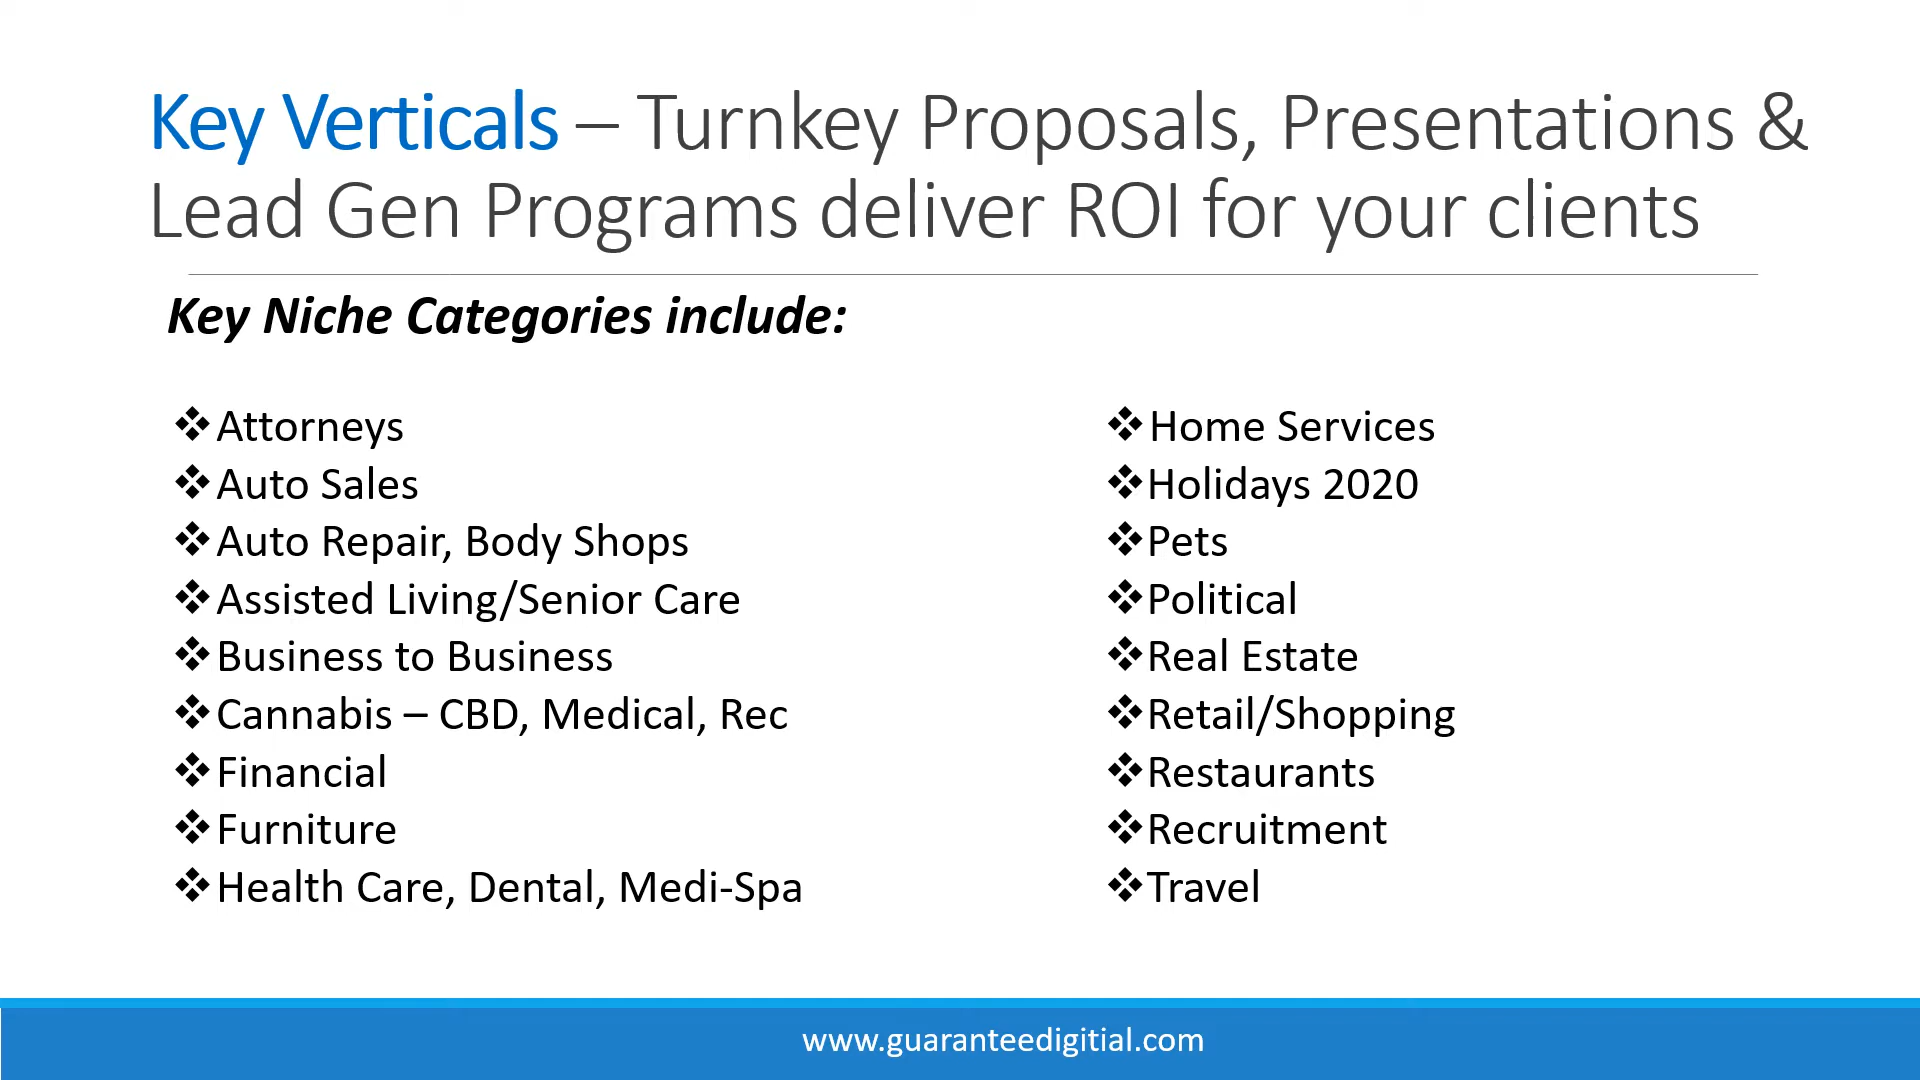 Key Verticals – Turnkey Proposals, Presentations &
Lead Gen Programs deliver ROI for your clients
Key Niche Categories include:
❖Attorneys
❖Auto Sales
❖Auto Repair, Body Shops
❖Assisted Living/Senior Care
❖Business to Business
❖Cannabis – CBD, Medical, Rec
❖Financial
❖Furniture
❖Health Care, Dental, Medi-Spa
❖Home Services
❖Holidays 2020
❖Pets
❖Political
❖Real Estate
❖Retail/Shopping
❖Restaurants
❖Recruitment
❖Travel
www.guaranteedigitial.com